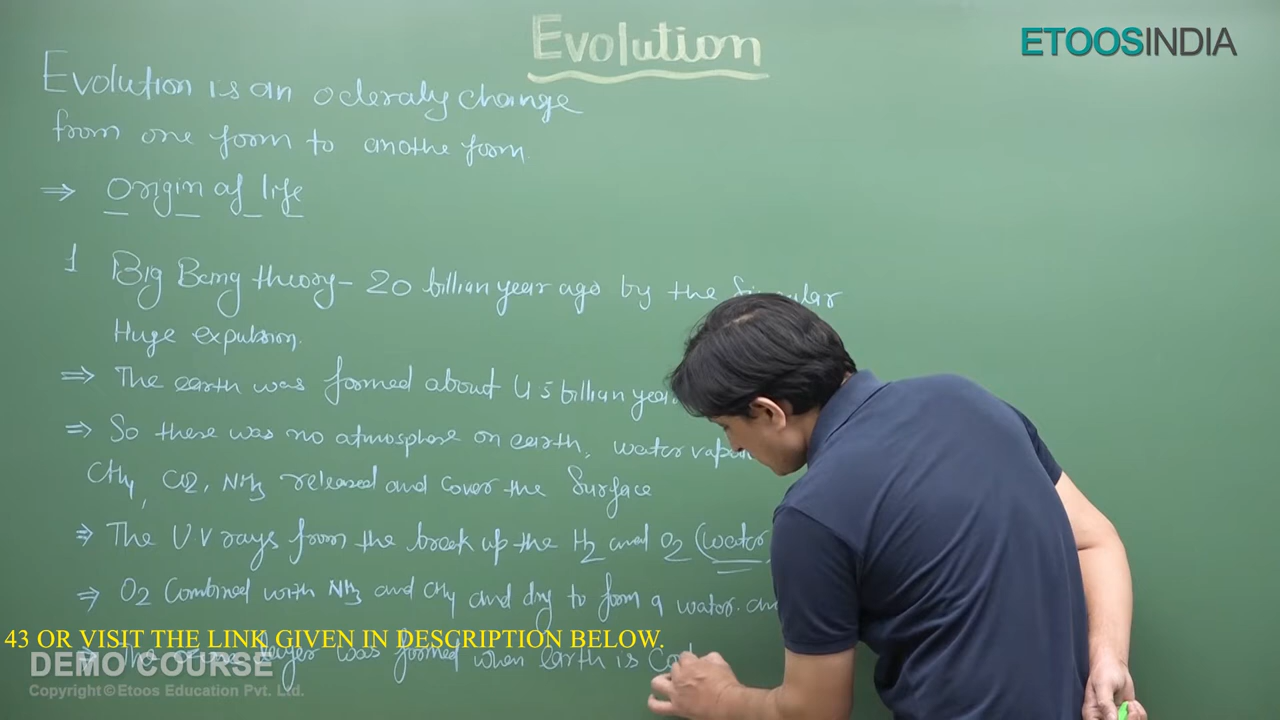 Evolution
ETOOSINDIA
Evolution is an oderaly change
from one form to anothe form.
⇒ Origin of life
1 Big Bang theory - 20 billion year ago by the Singular
Huge expulsion.
⇒ The earth was formed about 4.5 billion year
⇒ So there was no atmosphere on earth, water vapour
CH4, CO2, NH3 released and cover the Surface
⇒ The UV rays from the break up the H2 and O2 (water
⇒ O2 Combined with NH3 and CH4 and dry to form a water. an
43 OR VISIT THE LINK GIVEN IN DESCRIPTION BELOW.
⇒ The layer was formed when earth is
DEMO COURSE
Copyright © Etoos Education Pvt. Ltd.